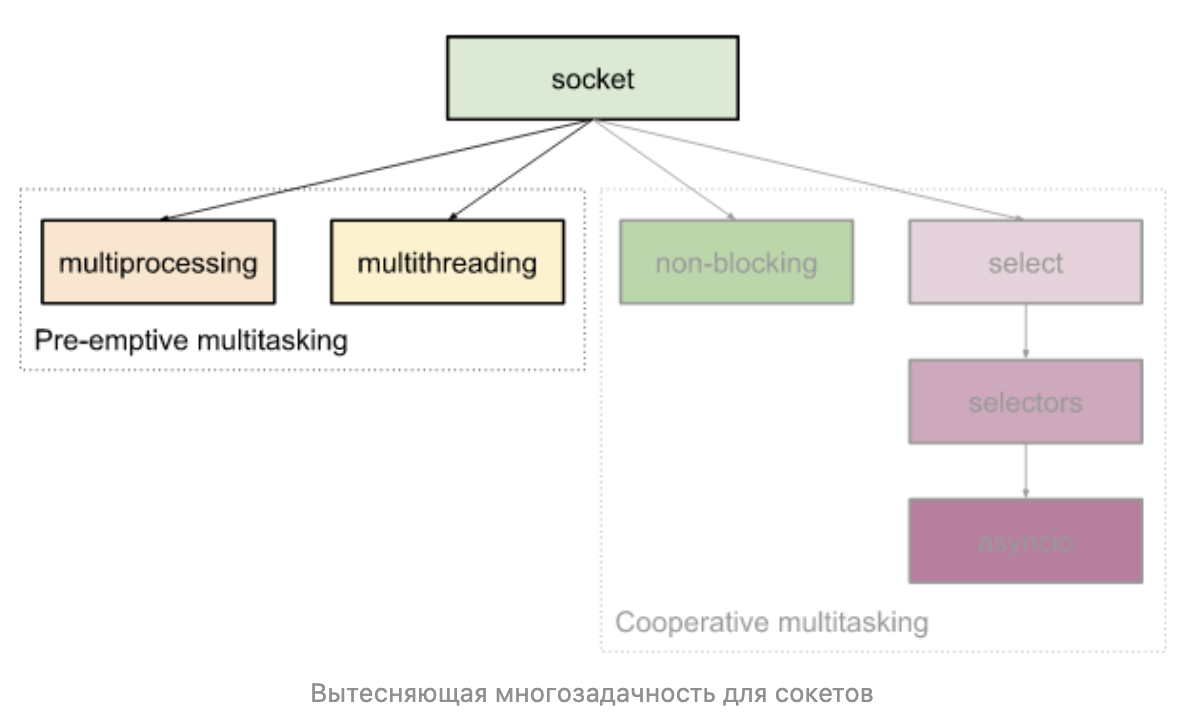 socket
multiprocessing
multithreading
non-blocking
select
Pre-emptive multitasking
selectors
asyncio
Cooperative multitasking
Вытесняющая многозадачность для сокетов